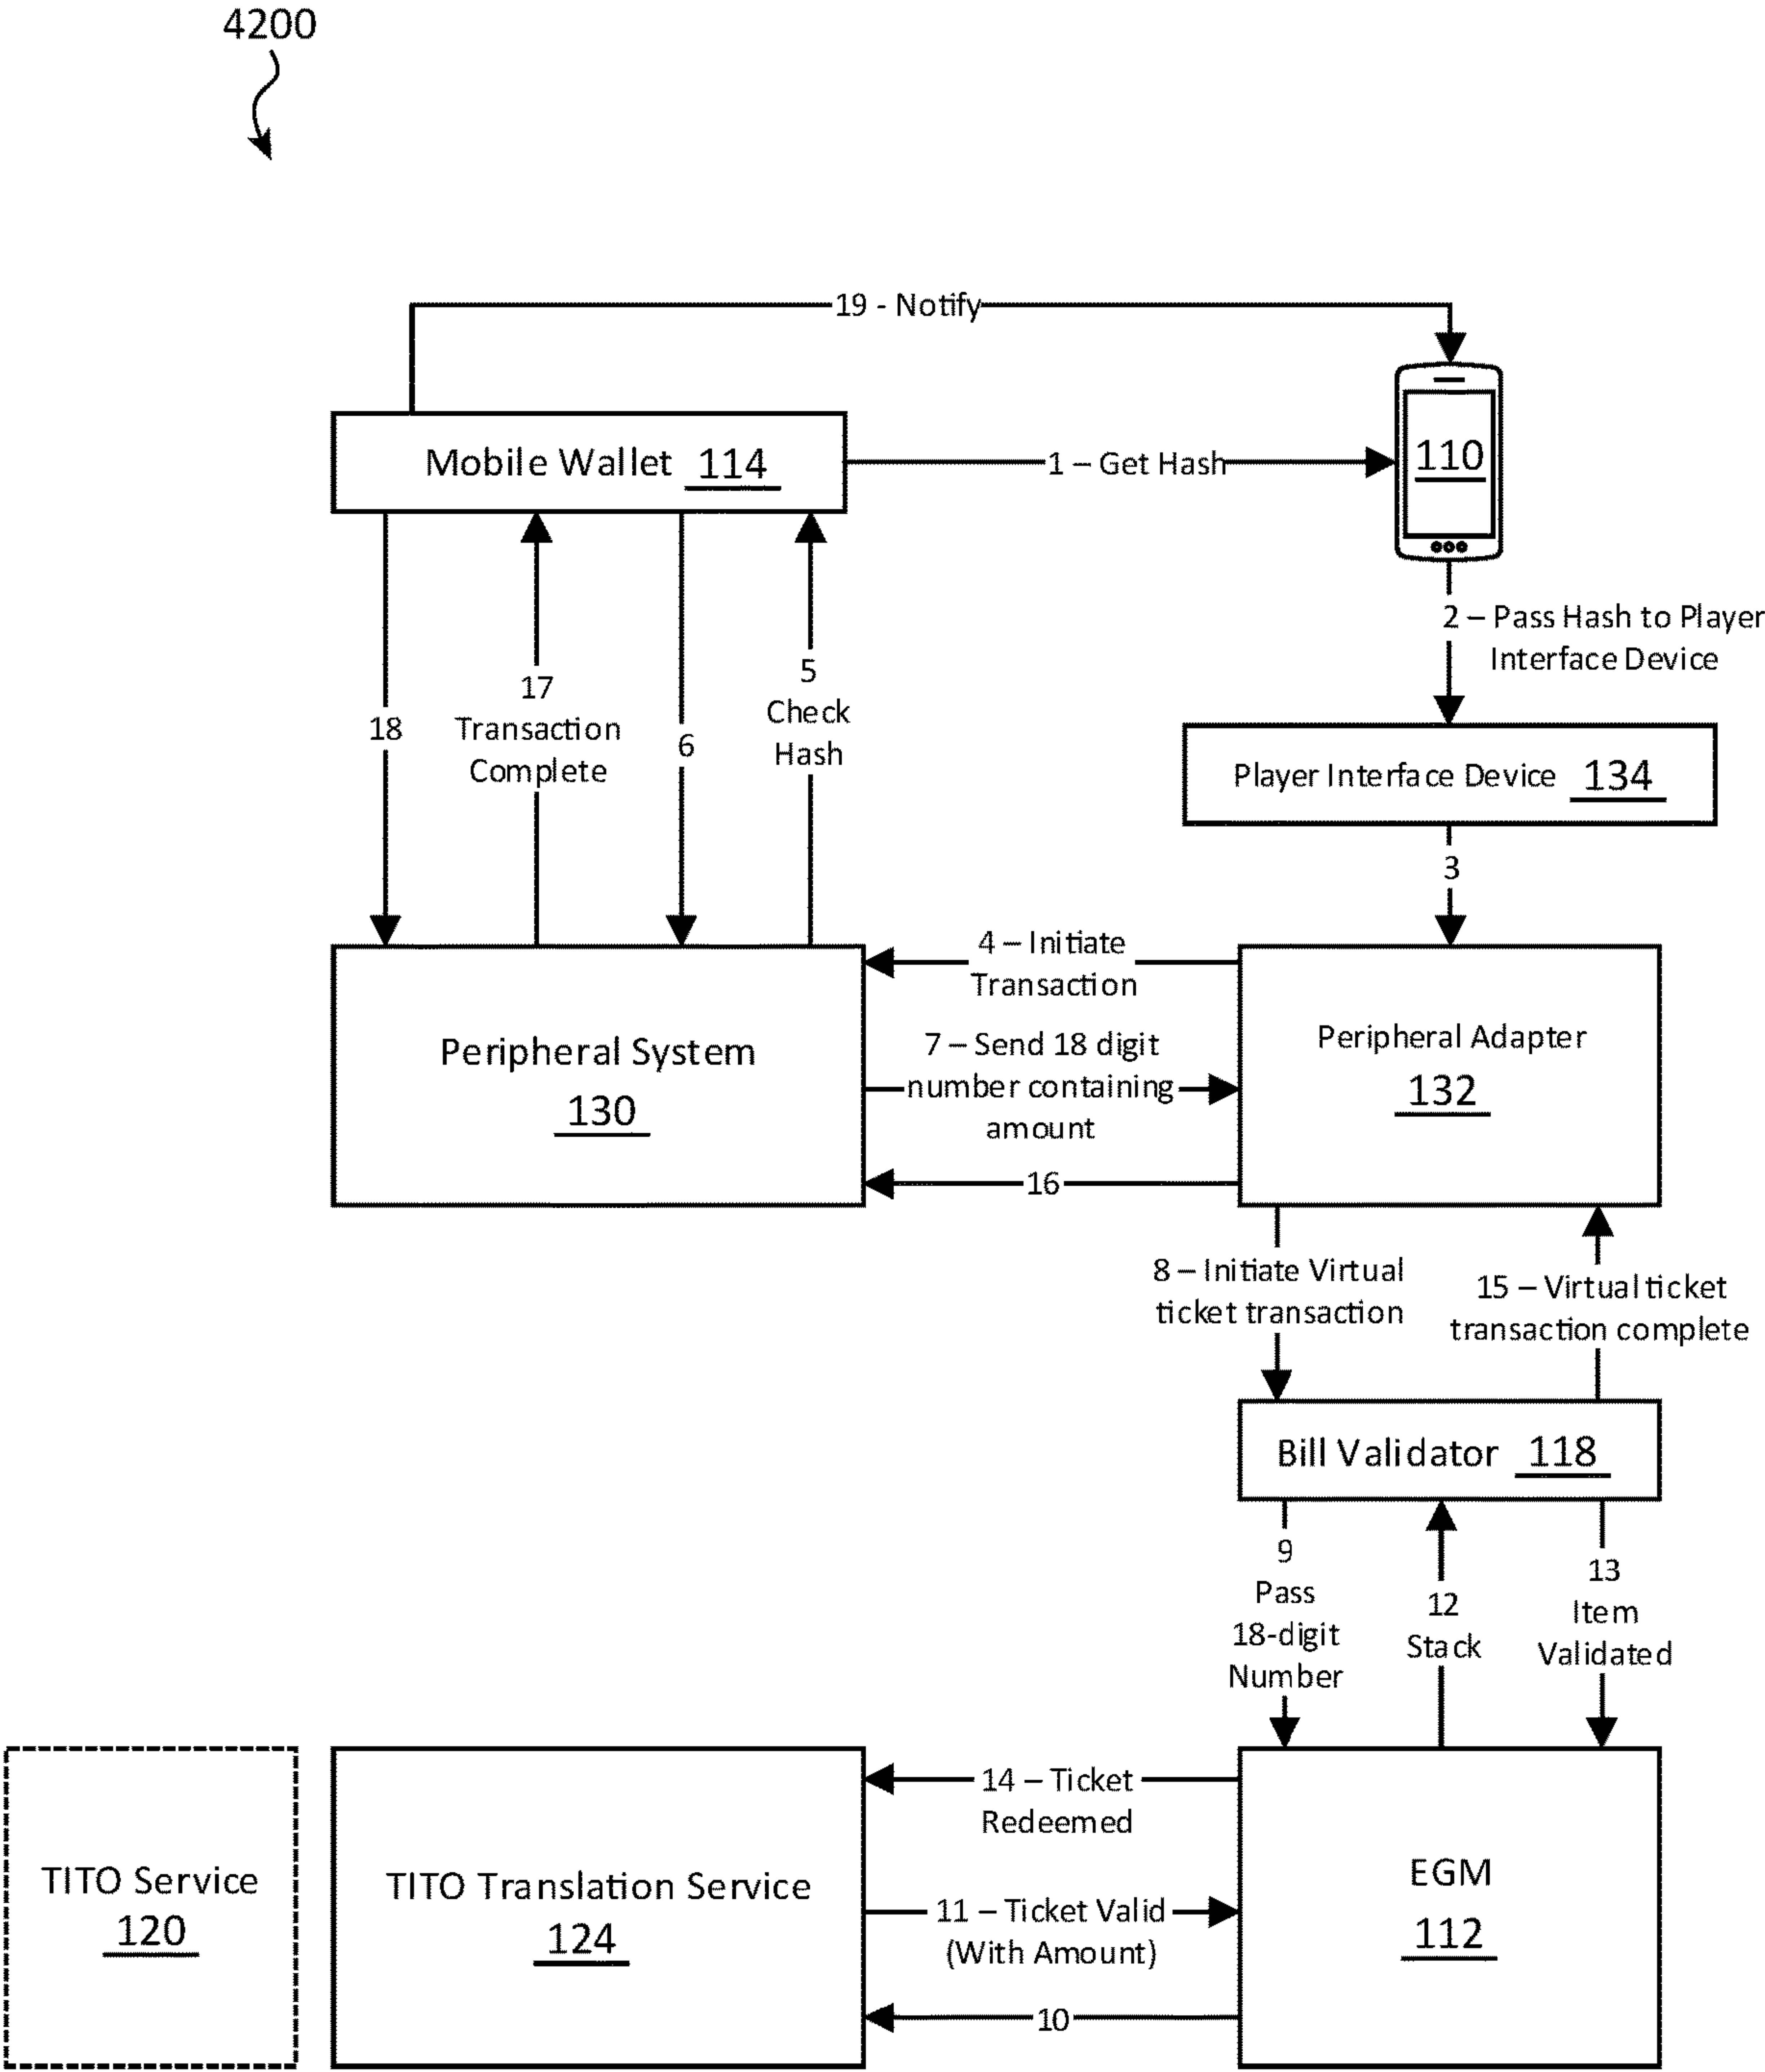 4200
19 - Notify
Mobile Wallet 114
1 – Get Hash
110
2 – Pass Hash to Player
Interface Device
18
17
Transaction
Complete
6
5
Check
Hash
Player Interface Device 134
3
4 – Initiate
Transaction
Peripheral System
130
7 – Send 18 digit
number containing
amount
16
Peripheral Adapter
132
8 – Initiate Virtual
ticket transaction
15 – Virtual ticket
transaction complete
Bill Validator 118
9
Pass
18-digit
Number
12
Stack
13
Item
Validated
TITO Service
120
TITO Translation Service
124
14 – Ticket
Redeemed
11 – Ticket Valid
(With Amount)
10
EGM
112